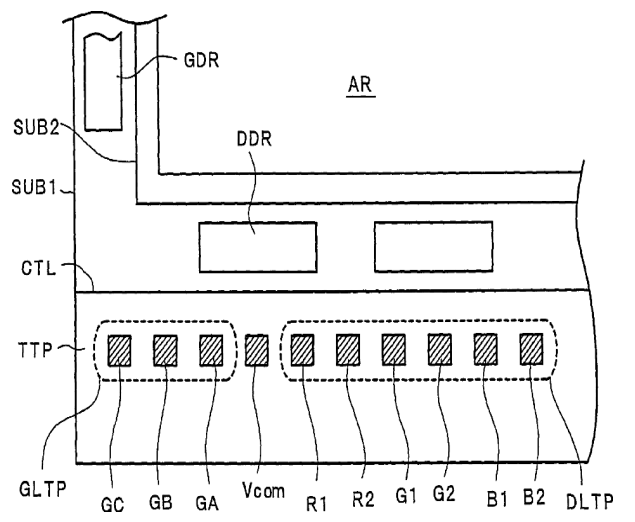 GDR
AR
SUB2
DDR
SUB1
CTL
TTP
GLTP
GC
GB
GA
Vcom
R1
R2
G1
G2
B1
B2
DLTP